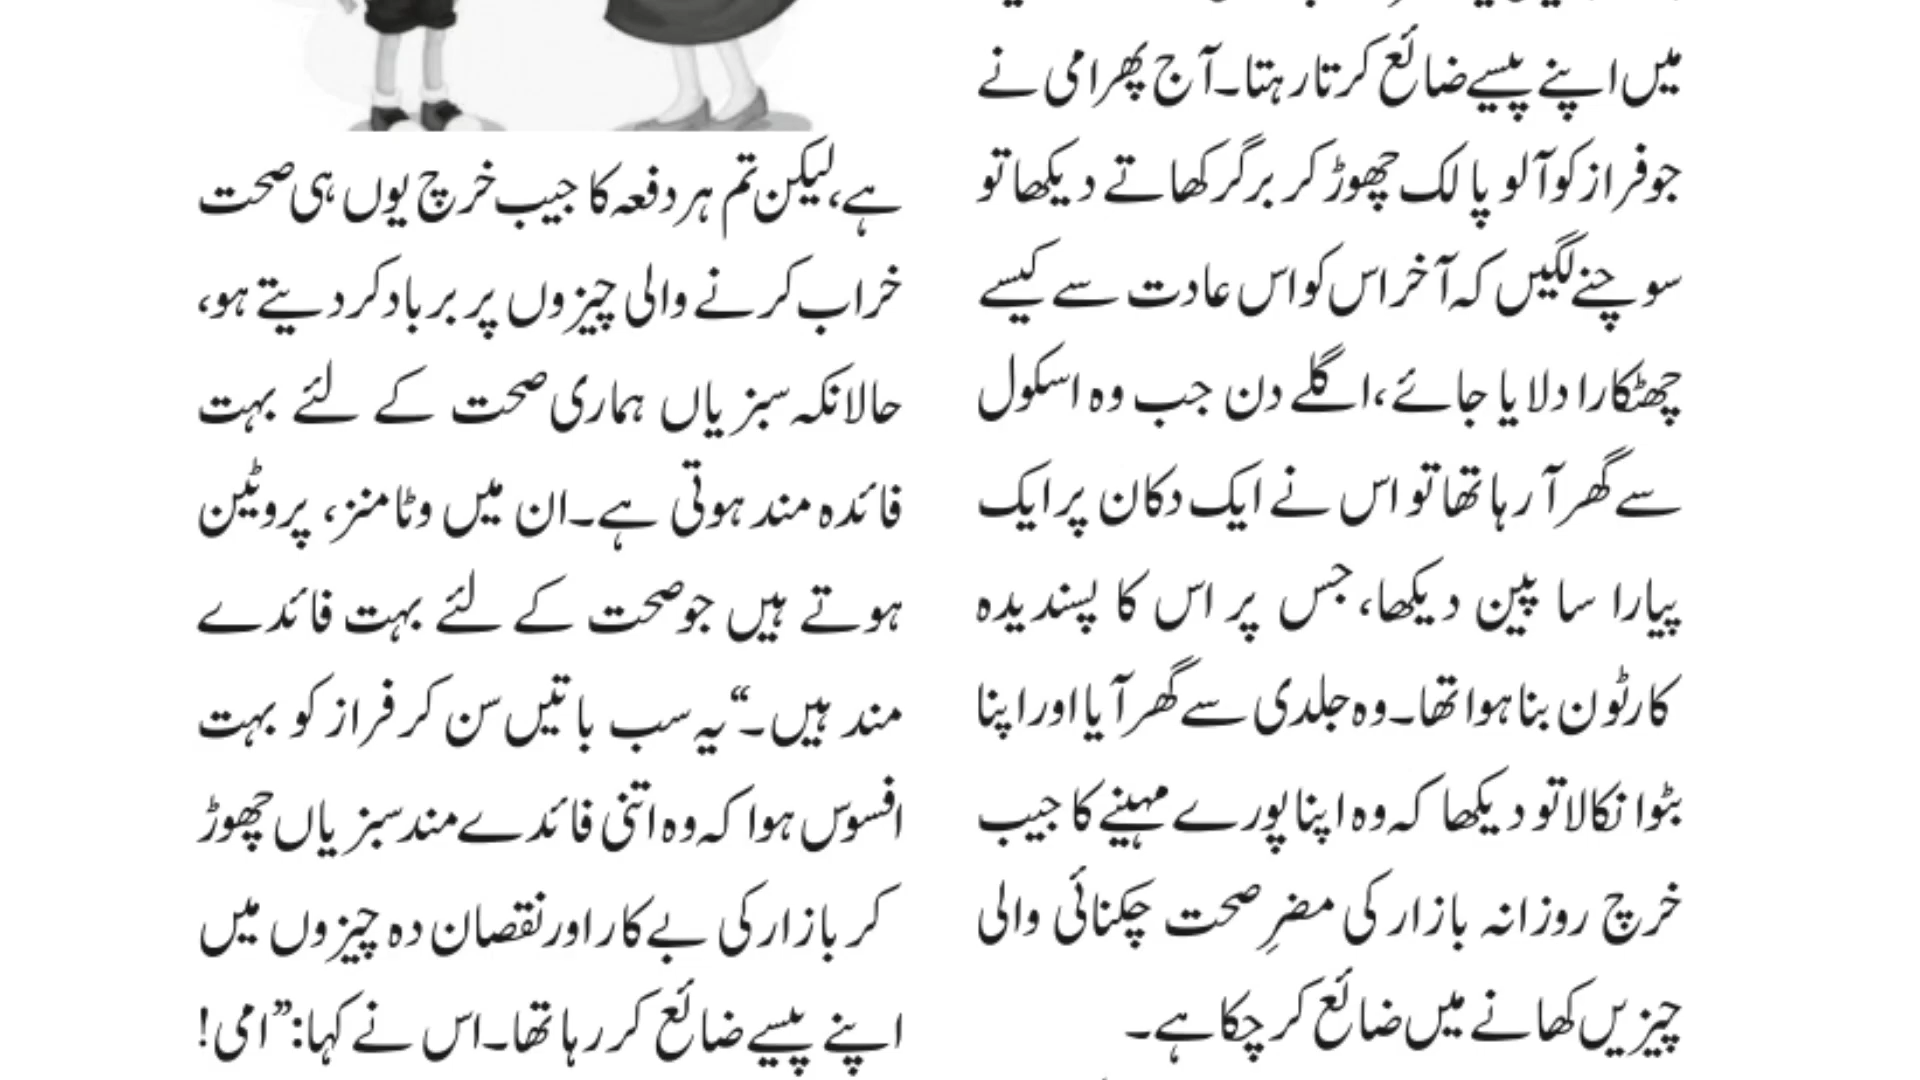 میں اپنے پیسے ضائع کرتا رہتا۔ آج پھر امی نے
جو فراز کو آلو پالک چھوڑ کر برگر کھاتے دیکھا تو
سوچنے لگیں کہ آخر اس کو اس عادت سے کیسے
چھٹکارا دلایا جائے، اگلے دن جب وہ اسکول
سے گھر آ رہا تھا تو اس نے ایک دکان پر ایک
پیارا سا پین دیکھا، جس پر اس کا پسندیدہ
کارٹون بنا ہوا تھا۔ وہ جلدی سے گھر آیا اور اپنا
بٹوا نکالا تو دیکھا کہ وہ اپنا پورے مہینے کا جیب
خرچ روزانہ بازار کی مضرِ صحت چکنائی والی
چیزیں کھانے میں ضائع کر چکا ہے۔
ہے، لیکن تم ہر دفعہ کا جیب خرچ یوں ہی صحت
خراب کرنے والی چیزوں پر برباد کر دیتے ہو،
حالانکہ سبزیاں ہماری صحت کے لئے بہت
فائدہ مند ہوتی ہے۔ ان میں وٹامنز، پروٹین
ہوتے ہیں جو صحت کے لئے بہت فائدے
مند ہیں۔“ یہ سب باتیں سن کر فراز کو بہت
افسوس ہوا کہ وہ اتنی فائدے مند سبزیاں چھوڑ
کر بازار کی بے کار اور نقصان دہ چیزوں میں
اپنے پیسے ضائع کر رہا تھا۔ اس نے کہا: ”امی!